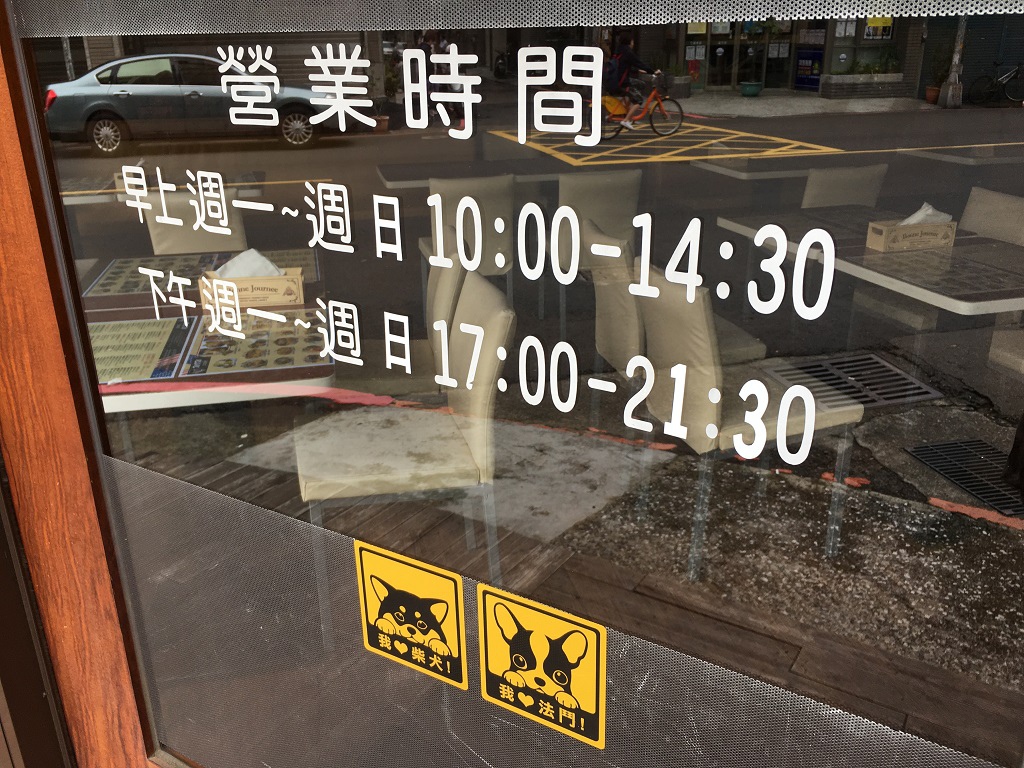 營業時間
早上週一~週日 10:00-14:30
下午週一~週日 17:00-21:30
我❤柴犬!
我❤法鬥!